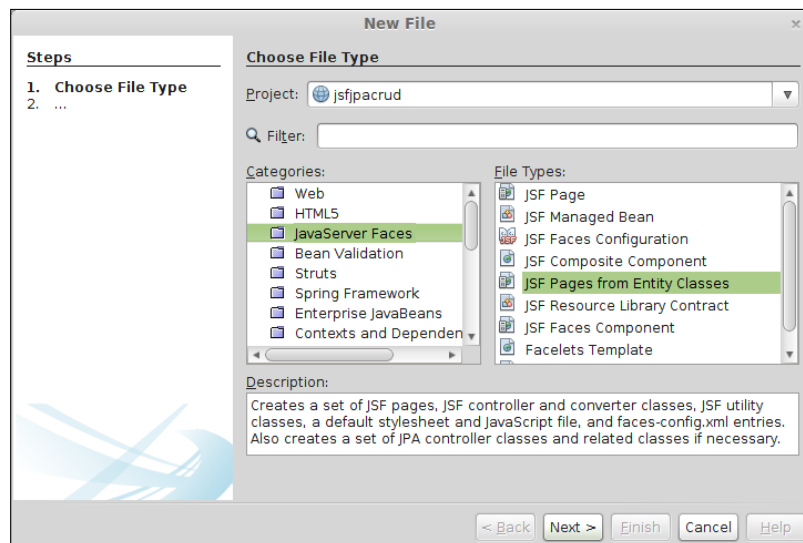 New File
Steps
1. Choose File Type
2. ...
Choose File Type
Project: jsfjpacrud
Filter:
Categories:
Web
HTML5
JavaServer Faces
Bean Validation
Struts
Spring Framework
Enterprise JavaBeans
Contexts and Dependen
File Types:
JSF Page
JSF Managed Bean
JSF Faces Configuration
JSF Composite Component
JSF Pages from Entity Classes
JSF Resource Library Contract
JSF Faces Component
Facelets Template
Description:
Creates a set of JSF pages, JSF controller and converter classes, JSF utility
classes, a default stylesheet and JavaScript file, and faces-config.xml entries.
Also creates a set of JPA controller classes and related classes if necessary.
< Back Next > Finish Cancel Help